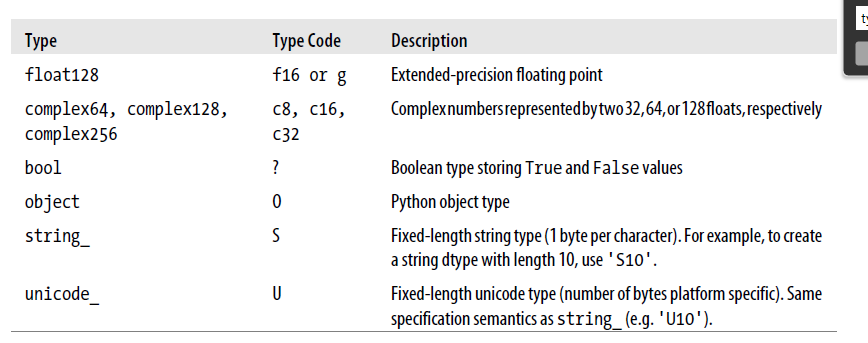 Type Type Code Description
float128 f16 or g Extended-precision floating point
complex64, complex128, c8, c16, Complex numbers represented by two 32, 64, or 128 floats, respectively
complex256 c32
bool ? Boolean type storing True and False values
object O Python object type
string_ S Fixed-length string type (1 byte per character). For example, to create
a string dtype with length 10, use 'S10'.
unicode_ U Fixed-length unicode type (number of bytes platform specific). Same
specification semantics as string_ (e.g. 'U10').